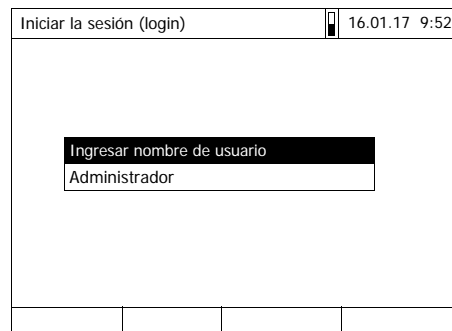 Iniciar la sesión (login) 16.01.17 9:52
Ingresar nombre de usuario
Administrador